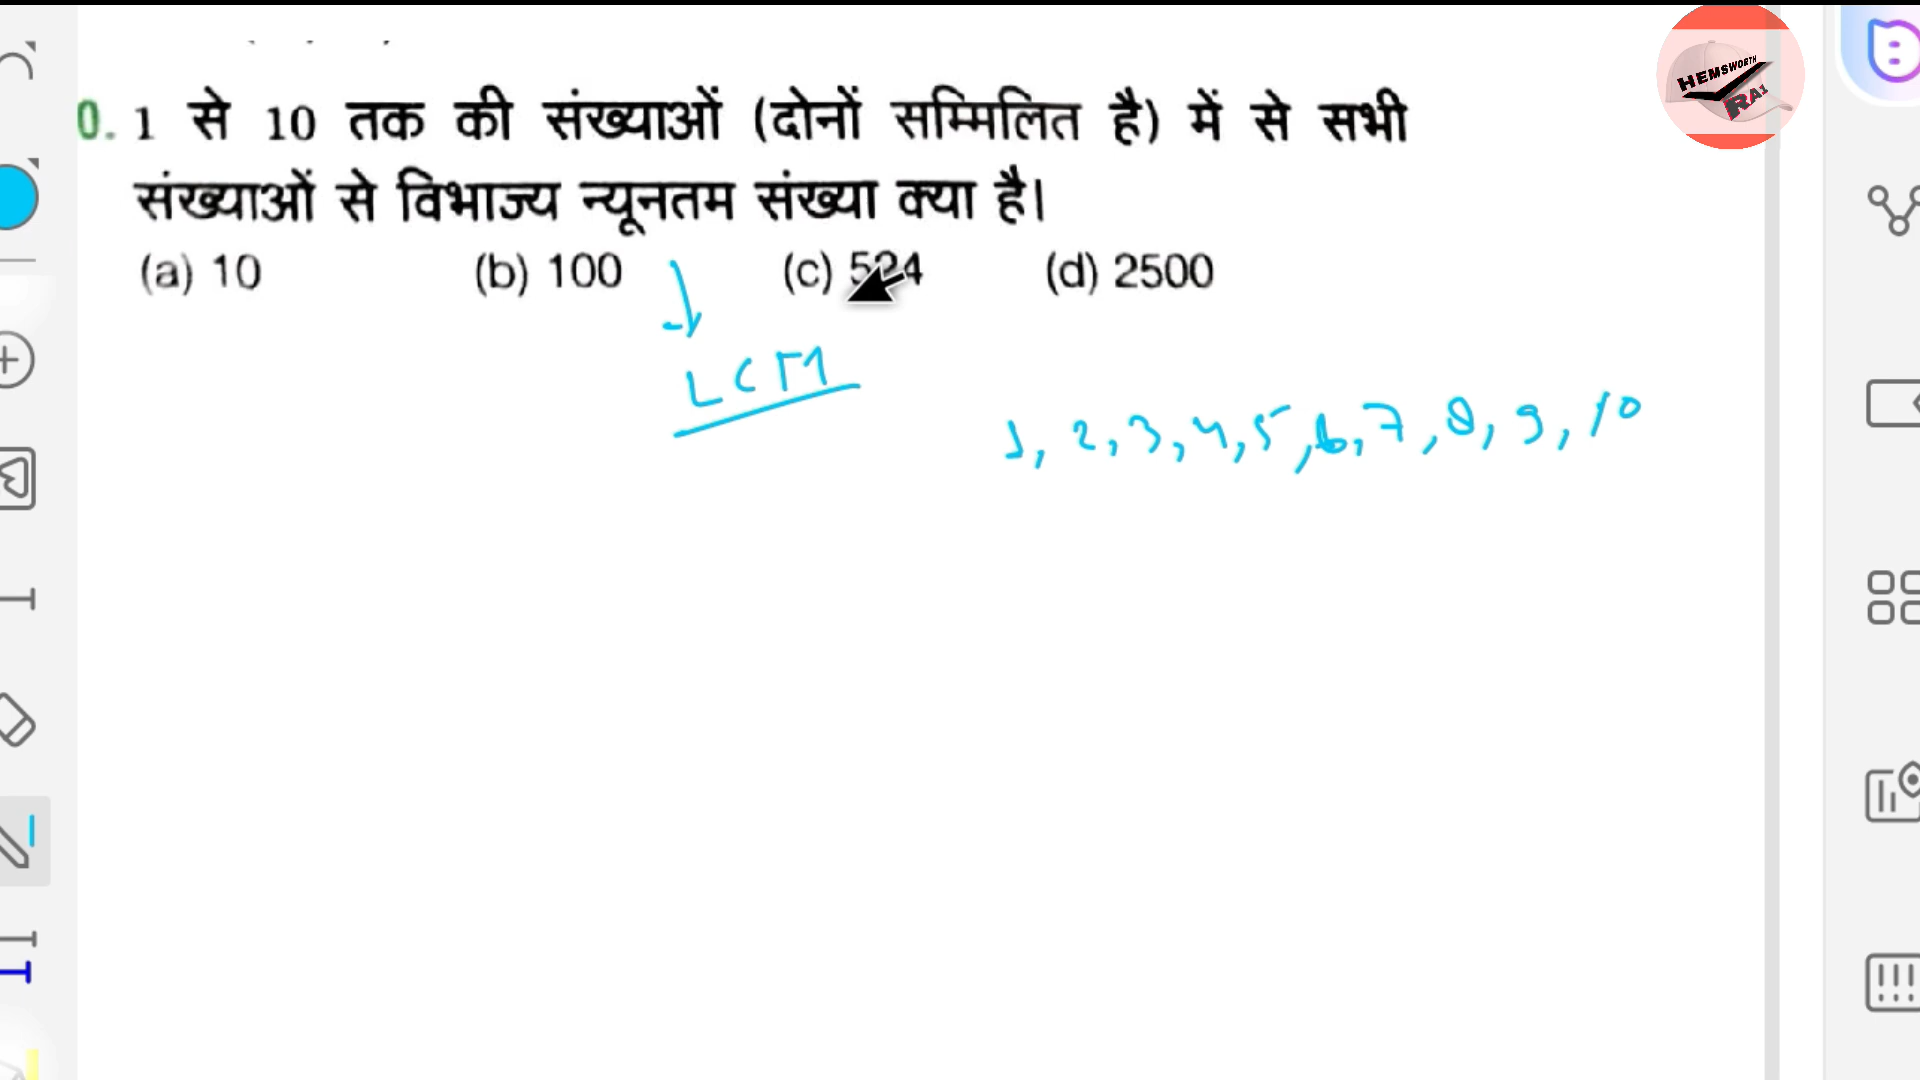 0. 1 से 10 तक की संख्याओं (दोनों सम्मिलित है) में से सभी
संख्याओं से विभाज्य न्यूनतम संख्या क्या है।
(a) 10 (b) 100 (c) 524 (d) 2500
LCM
1, 2, 3, 4, 5, 6, 7, 8, 9, 10
HEMSWORTH
RA1